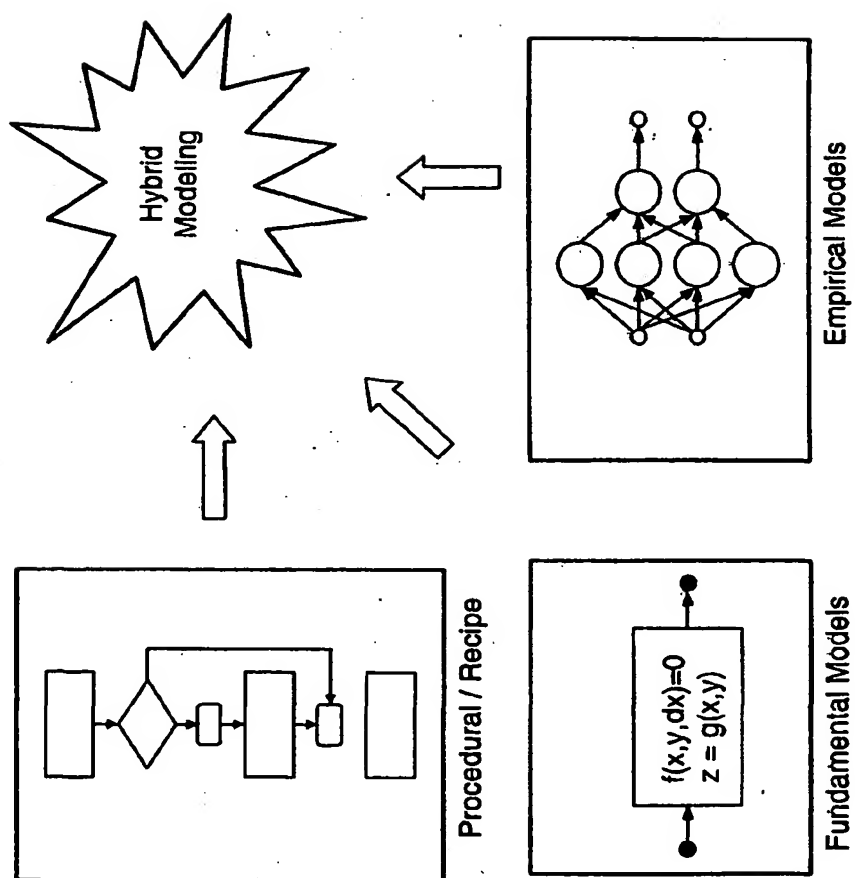 Hybrid
Modeling
Procedural / Recipe
Empirical Models
f(x,y,dx)=0
z = g(x,y)
Fundamental Models